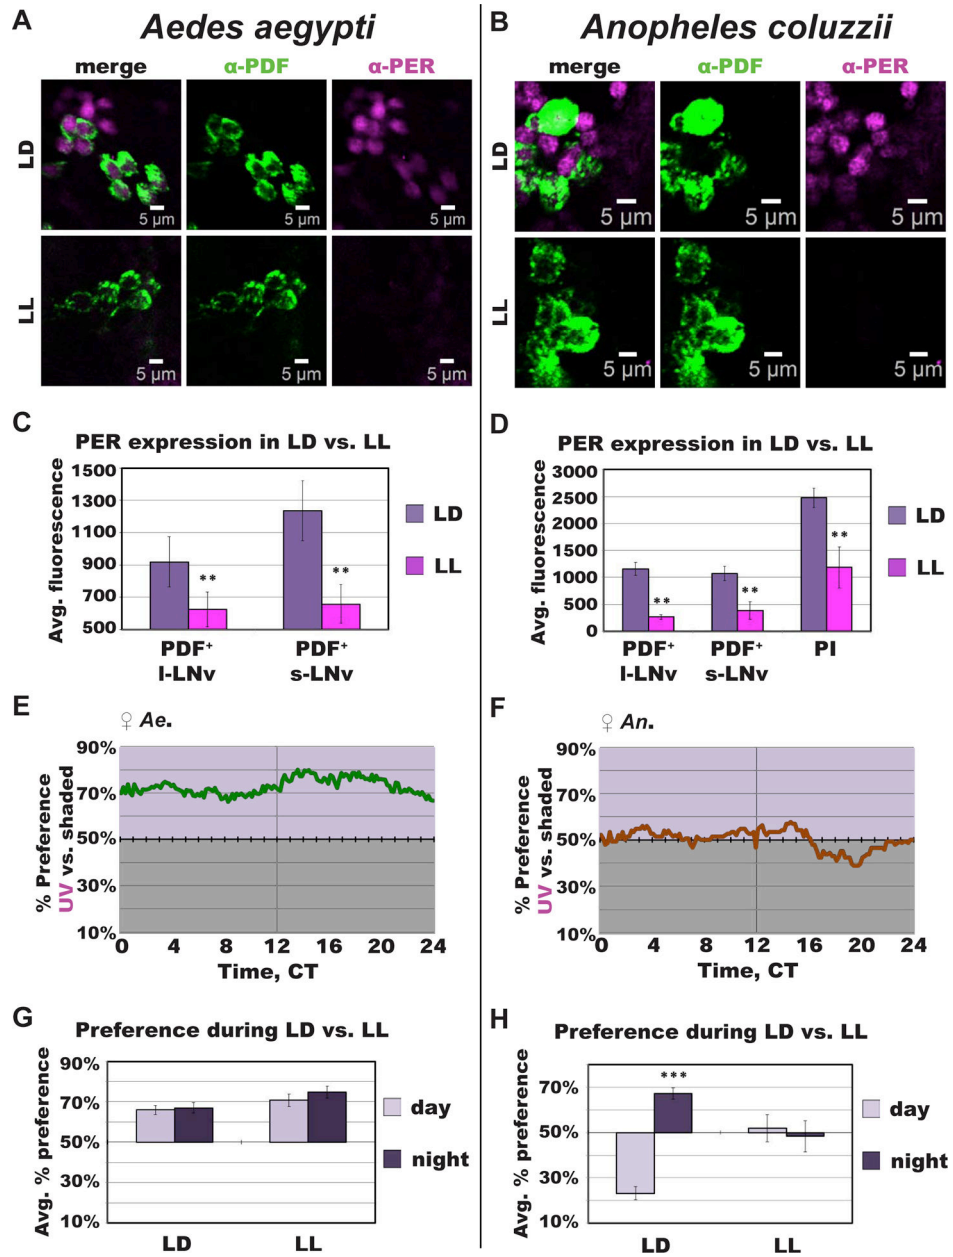 A
Aedes aegypti
merge
α-PDF
α-PER
LD
5 µm
5 µm
5 µm
LL
5 µm
5 µm
5 µm
B
Anopheles coluzzii
merge
α-PDF
α-PER
LD
5 µm
5 µm
5 µm
LL
5 µm
5 µm
5 µm
C
PER expression in LD vs. LL
Avg. fluorescence
1500
1300
1100
900
700
500
**
**
PDF+
l-LNv
PDF+
s-LNv
LD
LL
D
PER expression in LD vs. LL
Avg. fluorescence
3000
2500
2000
1500
1000
500
0
**
**
**
PDF+
l-LNv
PDF+
s-LNv
PI
LD
LL
E
♀ Ae.
% Preference
UV vs. shaded
90%
70%
50%
30%
10%
0 4 8 12 16 20 24
Time, CT
F
♀ An.
% Preference
UV vs. shaded
90%
70%
50%
30%
10%
0 4 8 12 16 20 24
Time, CT
G
Preference during LD vs. LL
Avg. % preference
90%
70%
50%
30%
10%
LD LL
day
night
H
Preference during LD vs. LL
Avg. % preference
70%
50%
30%
10%
***
LD LL
day
night